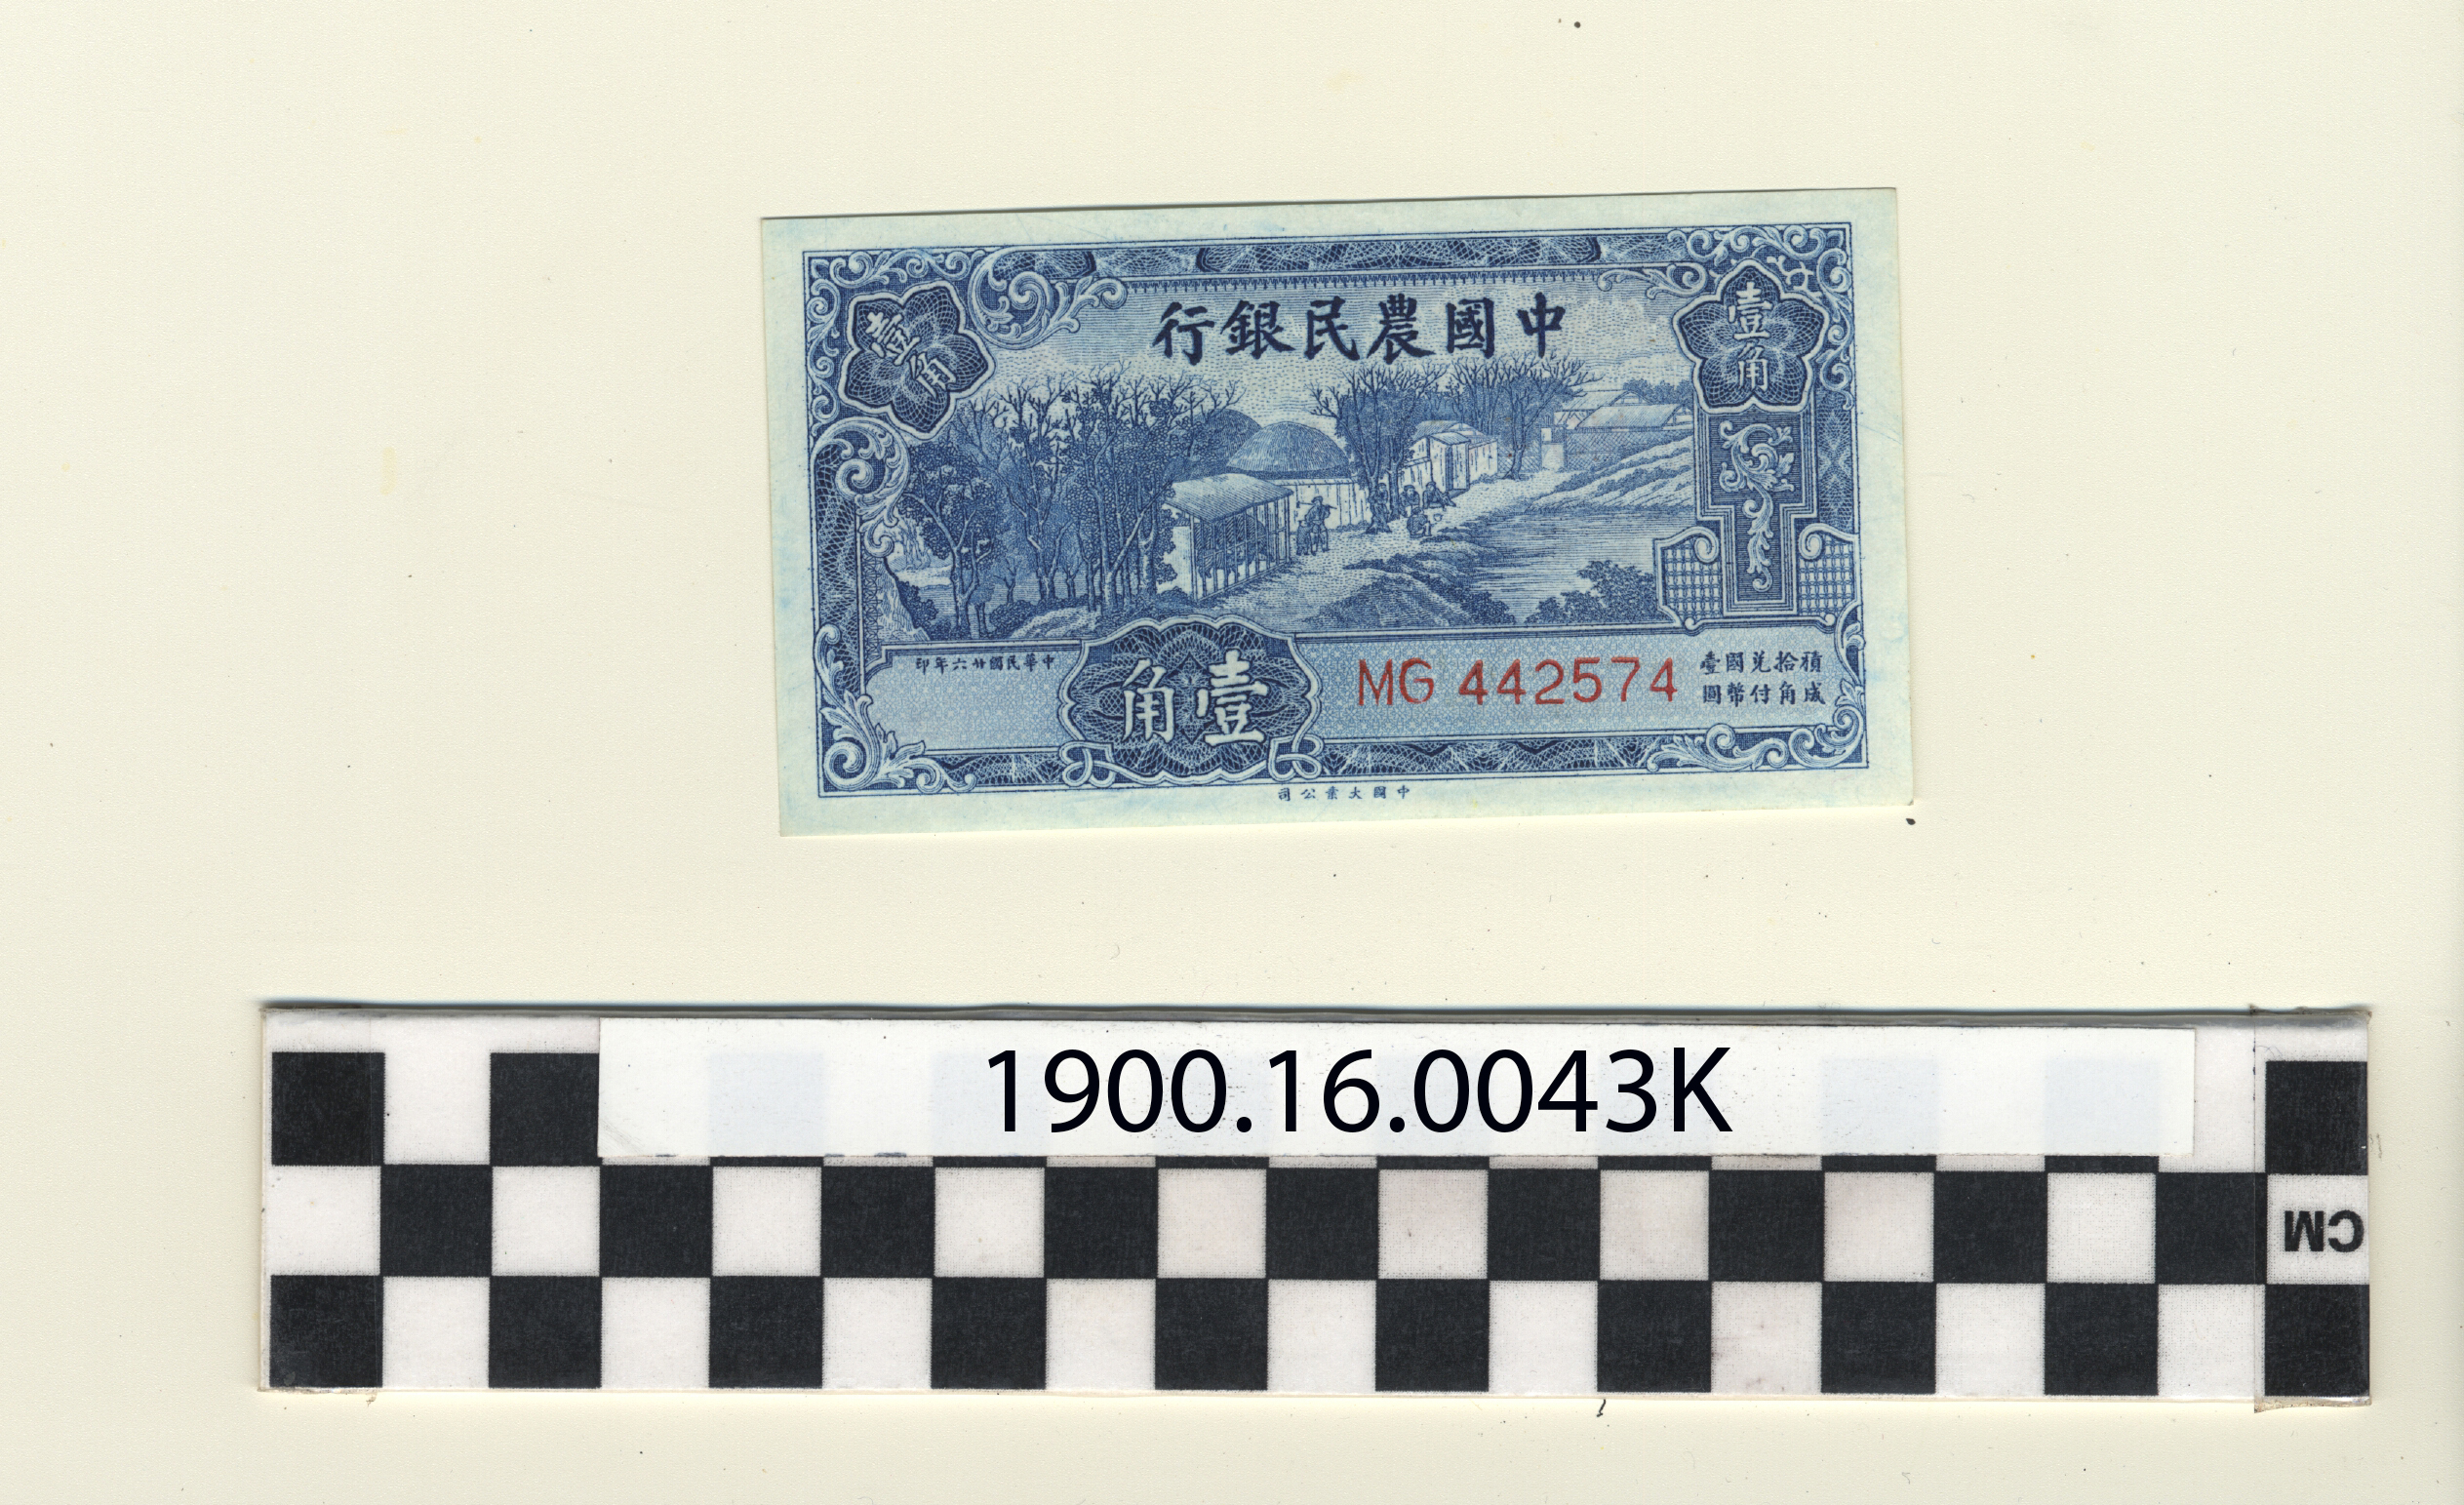 中國農民銀行
壹角
壹角
中華民國廿六年印
壹角
MG 442574
積成
拾角
兌付
國幣
壹圓
中國大業公司
1900.16.0043K
CM